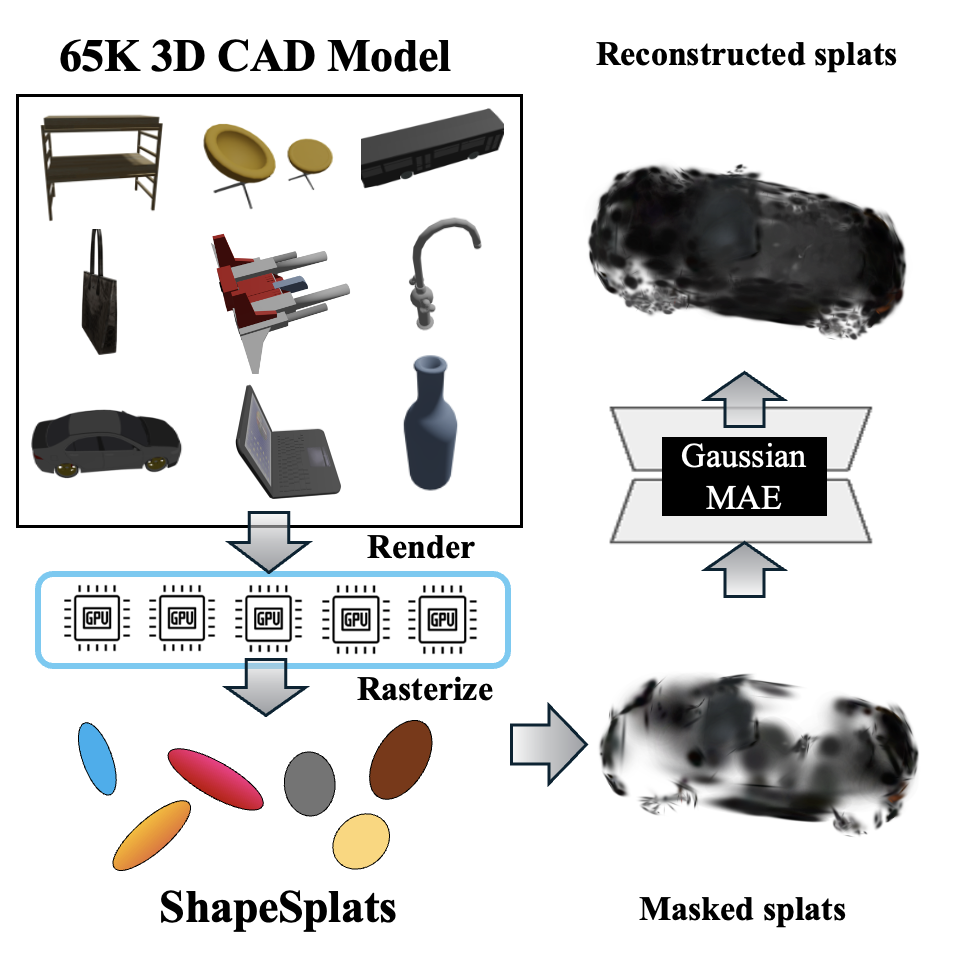 65K 3D CAD Model
Render
GPU
GPU
GPU
GPU
GPU
Rasterize
ShapeSplats
Masked splats
Gaussian
MAE
Reconstructed splats